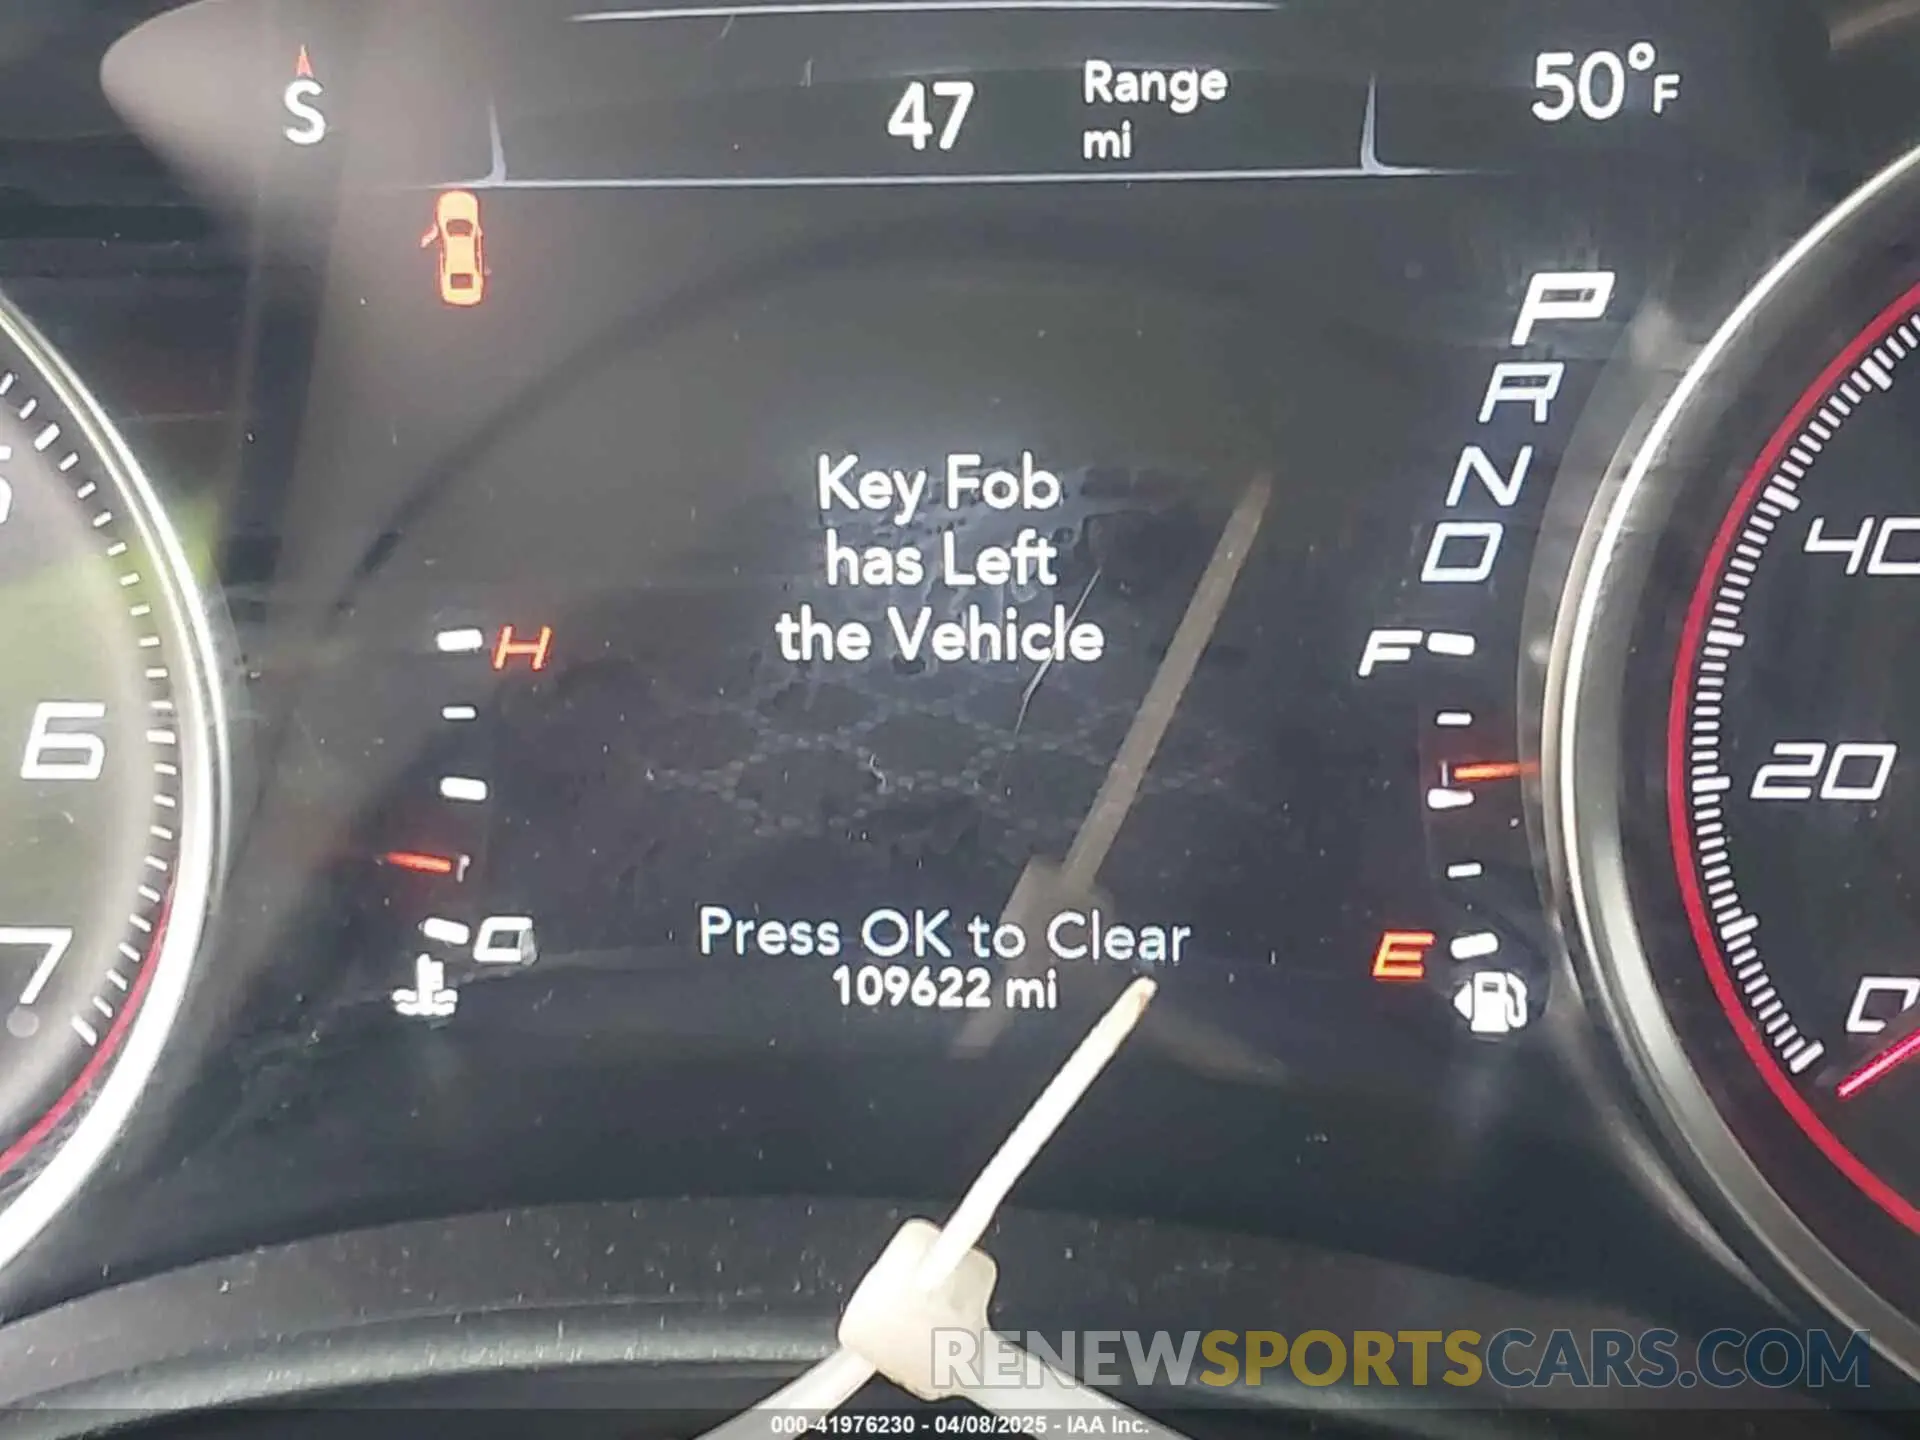 S
47
Range
mi
50°F
P
R
N
D
Key Fob
has Left
the Vehicle
H
F
40
6
20
Press OK to Clear
C
109622 mi
E
7
0
RENEWSPORTSCARS.COM
000-41976230 - 04/08/2025 - IAA Inc.